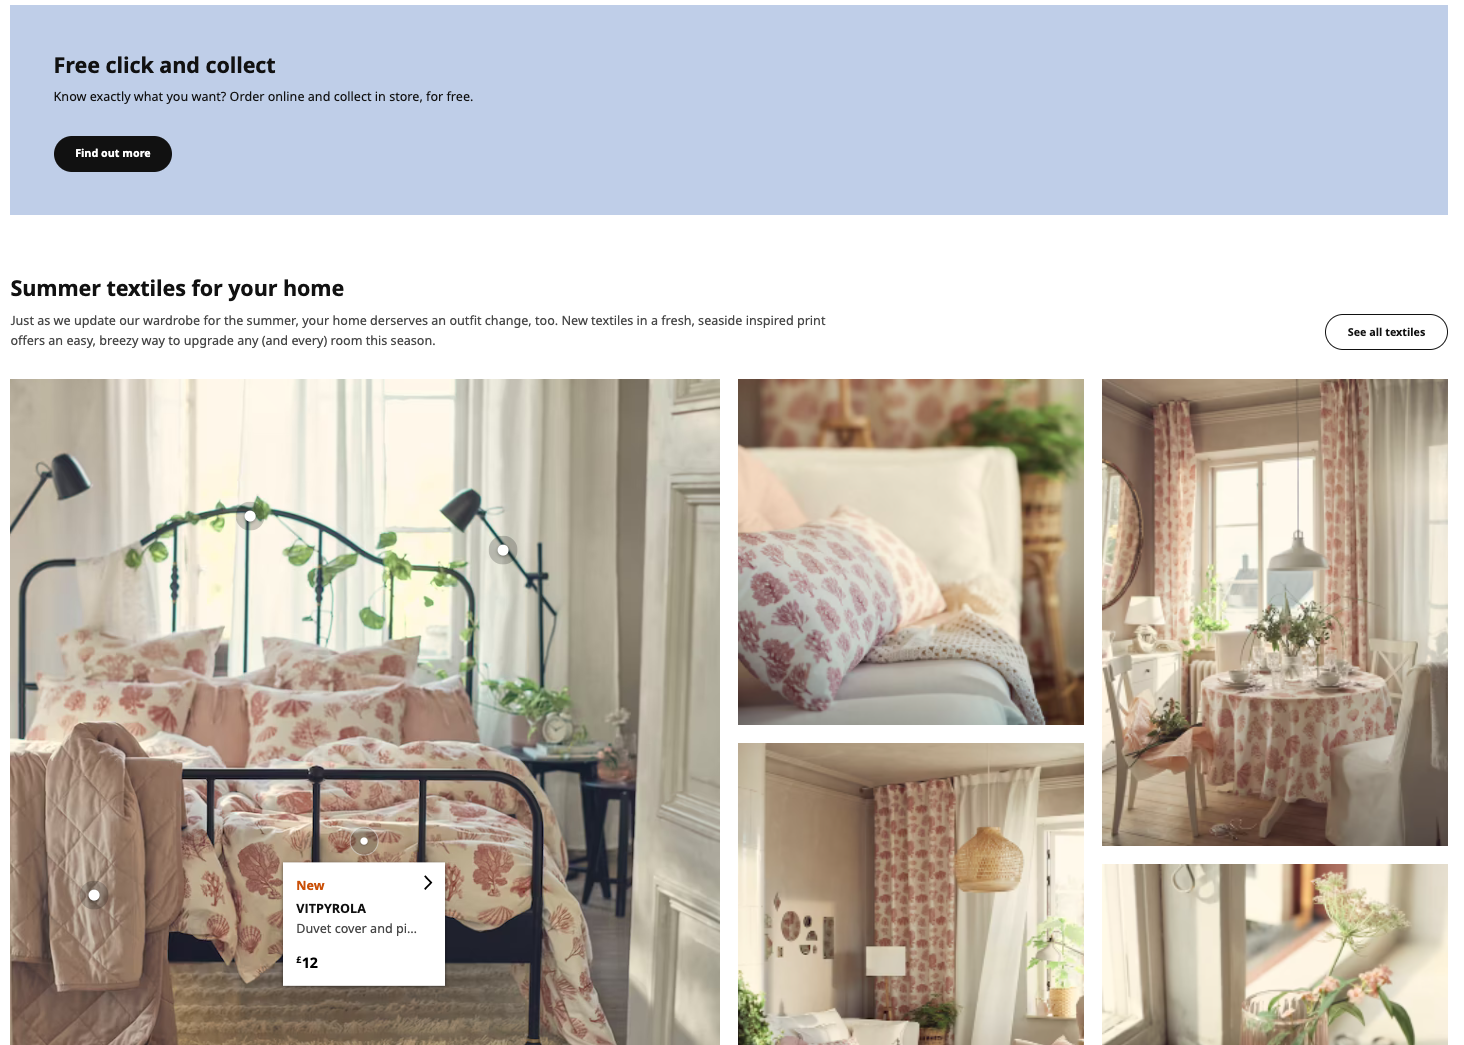 Free click and collect
Know exactly what you want? Order online and collect in store, for free.
Find out more
Summer textiles for your home
Just as we update our wardrobe for the summer, your home derserves an outfit change, too. New textiles in a fresh, seaside inspired print
offers an easy, breezy way to upgrade any (and every) room this season.
See all textiles
New
VITPYROLA
Duvet cover and pi...
£12